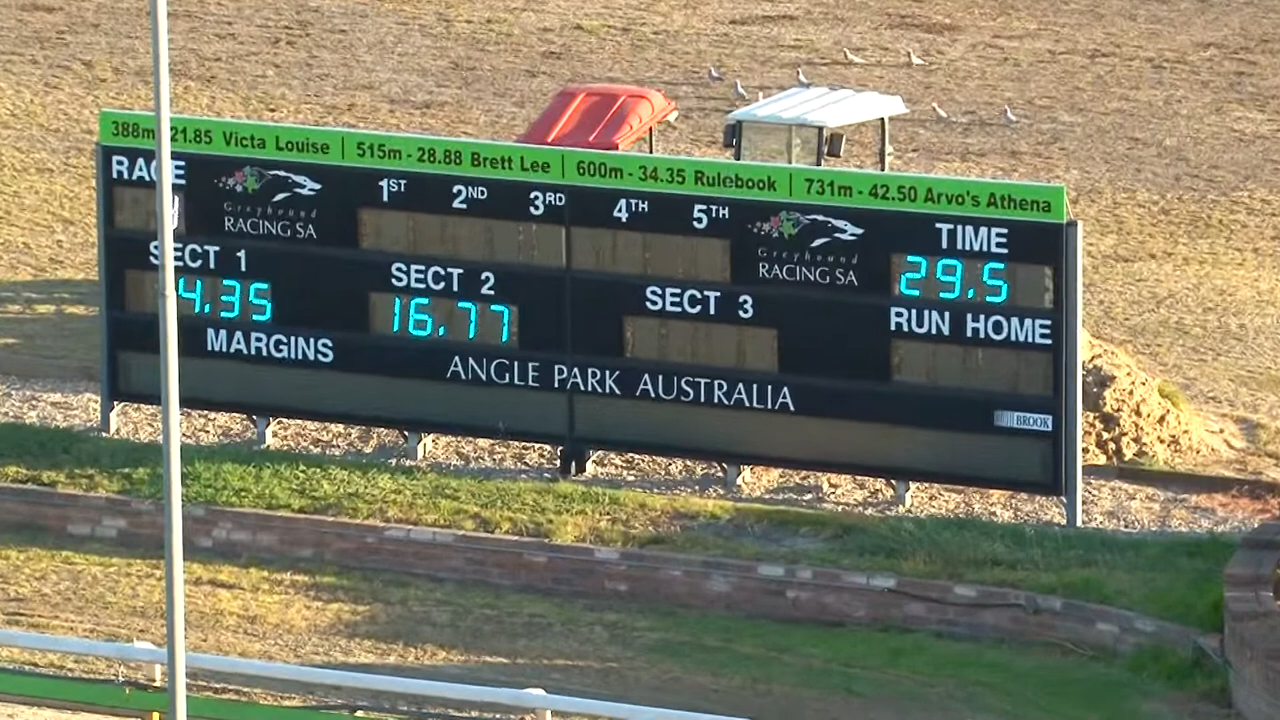 388m 21.85 Victa Louise | 515m - 28.88 Brett Lee | 600m - 34.35 Rulebook | 731m - 42.50 Arvo's Athena
RACE
Greyhound
RACING SA
1ST 2ND 3RD 4TH 5TH
Greyhound
RACING SA
TIME
29.5
SECT 1
4.35
SECT 2
16.77
SECT 3
RUN HOME
MARGINS
ANGLE PARK AUSTRALIA
BROOK